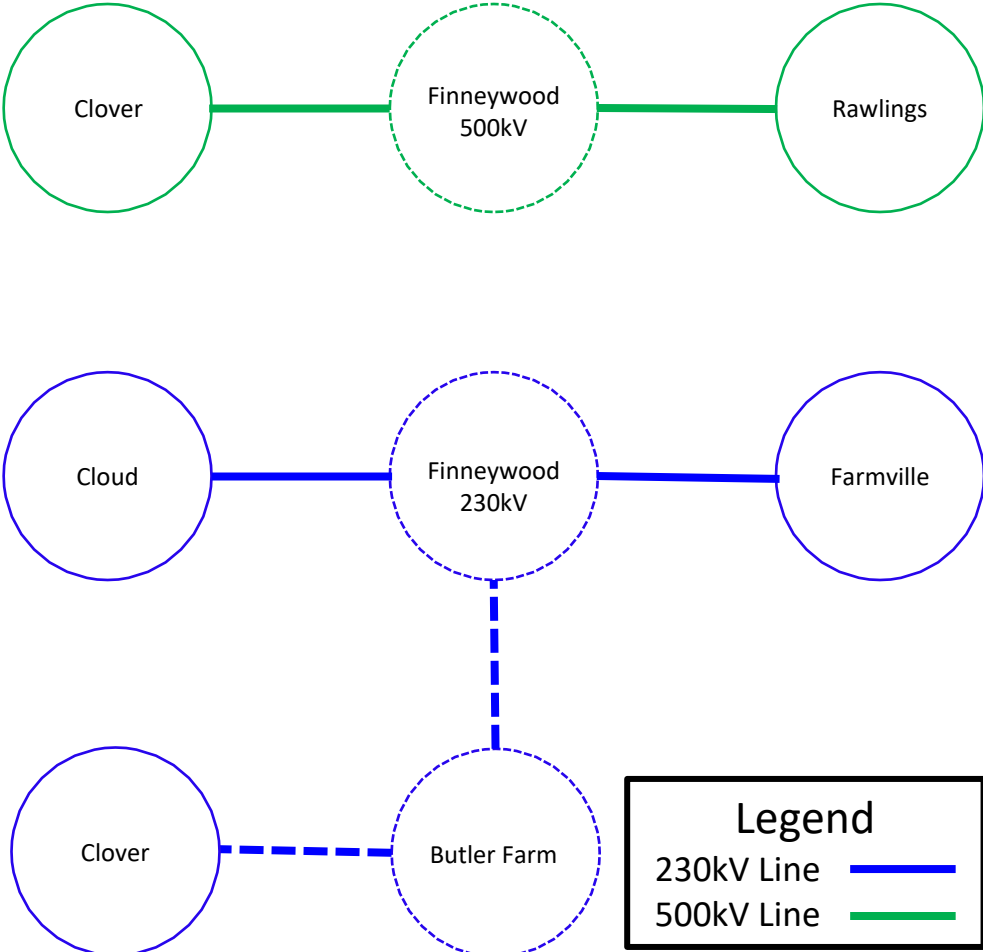 Clover
Finneywood
500kV
Rawlings
Cloud
Finneywood
230kV
Farmville
Clover
Butler Farm
Legend
230kV Line
500kV Line